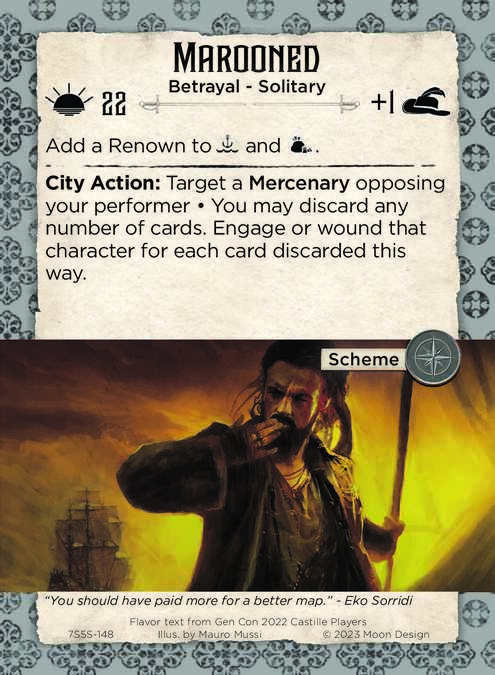 MAROONED
Betrayal - Solitary
22
+1
Add a Renown to and .
City Action: Target a Mercenary opposing
your performer • You may discard any
number of cards. Engage or wound that
character for each card discarded this
way.
Scheme
“You should have paid more for a better map.” - Eko Sorridi
Flavor text from Gen Con 2022 Castille Players
7S5S-148 Illus. by Mauro Mussi © 2023 Moon Design